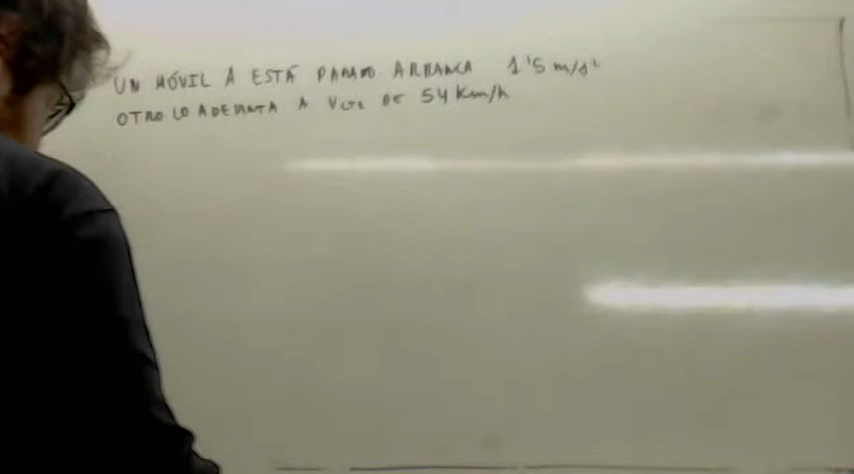 UN MÓVIL A ESTÁ PARADO ARRANCA 1'5 m/s²
OTRO LO ADELANTA A Vcte DE 54 Km/h